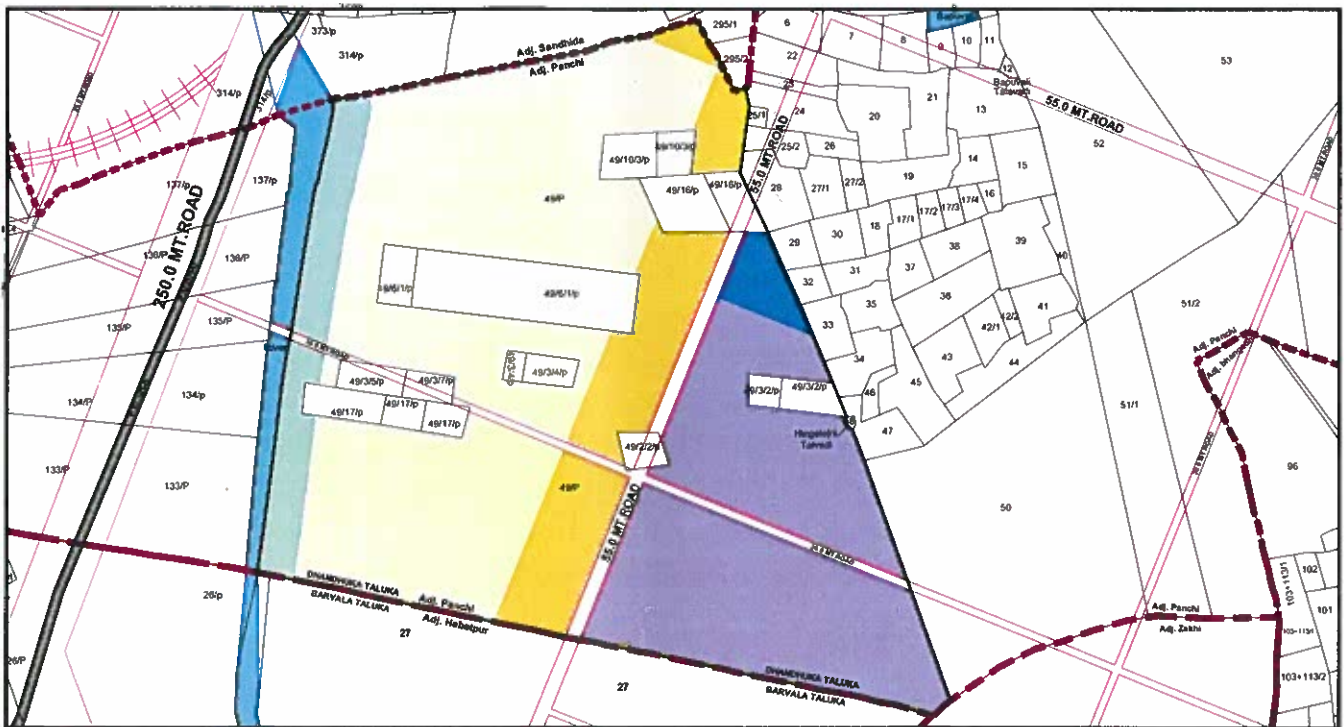 373/p
314/p
Adj. Sandhida
Adj. Panchi
295/1
6
7
8
9
10
11
12
53
295/2
22
23
Bapuvali
Talavadi
55.0 MT.ROAD
314/p
314/p
25/1
24
20
21
13
52
137/p
137/p
250.0 MT.ROAD
49/10/3/p
49/10/3/p
25/2
26
55.0 MT.ROAD
14
15
49/P
49/16/p
49/16/p
28
27/1
27/2
19
17/1
17/2
17/3
17/4
16
18
136/P
136/P
29
30
38
39
40
37
31
32
49/6/1/p
49/6/1/p
36
35
41
42/1
42/2
51/2
135/P
135/P
33
44
43
34
Adj. Panchi
49/3/4/p
49/3/4/p
49/3/5/p
49/3/7/p
49/3/2/p
49/3/2/p
45
46
134/P
134/p
49/17/p
49/17/p
49/17/p
51/1
47
48
49/2/2/p
Talvadi
96
133/P
133/P
49/P
50
55.0 MT ROAD
102
103+113/1
101
DHANDHUKA TALUKA
BARVALA TALUKA
Adj. Panchi
Adj. Hebatpur
26/p
27
Adj. Panchi
Adj. Zekhi
26/P
27
DHANDHUKA TALUKA
BARVALA TALUKA
103+113/2